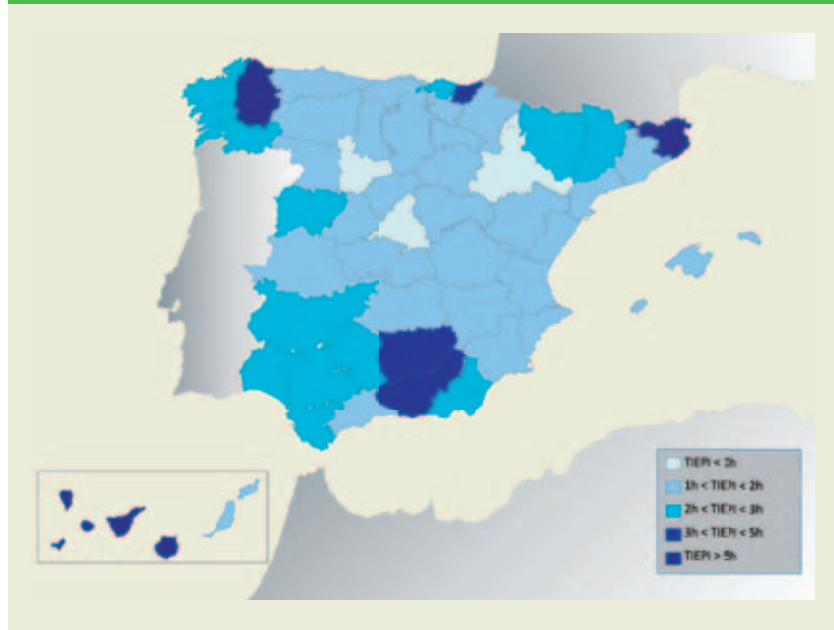 TIEPI < 1h
1h < TIEPI < 2h
2h < TIEPI < 3h
3h < TIEPI < 5h
TIEPI > 5h